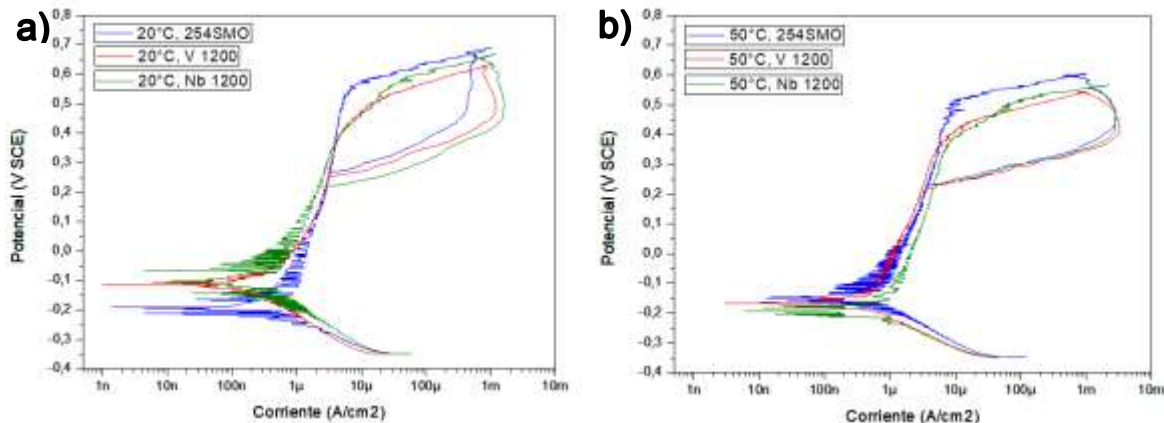 a)
20°C, 254SMO
20°C, V 1200
20°C, Nb 1200
Potencial (V SCE)
0,8
0,7
0,6
0,5
0,4
0,3
0,2
0,1
0,0
-0,1
-0,2
-0,3
-0,4
1n 10n 100n 1µ 10µ 100µ 1m 10m
Corriente (A/cm2)
b)
50°C, 254SMO
50°C, V 1200
50°C, Nb 1200
Potencial (V SCE)
0,8
0,7
0,6
0,5
0,4
0,3
0,2
0,1
0,0
-0,1
-0,2
-0,3
-0,4
1n 10n 100n 1µ 10µ 100µ 1m 10m
Corriente (A/cm2)